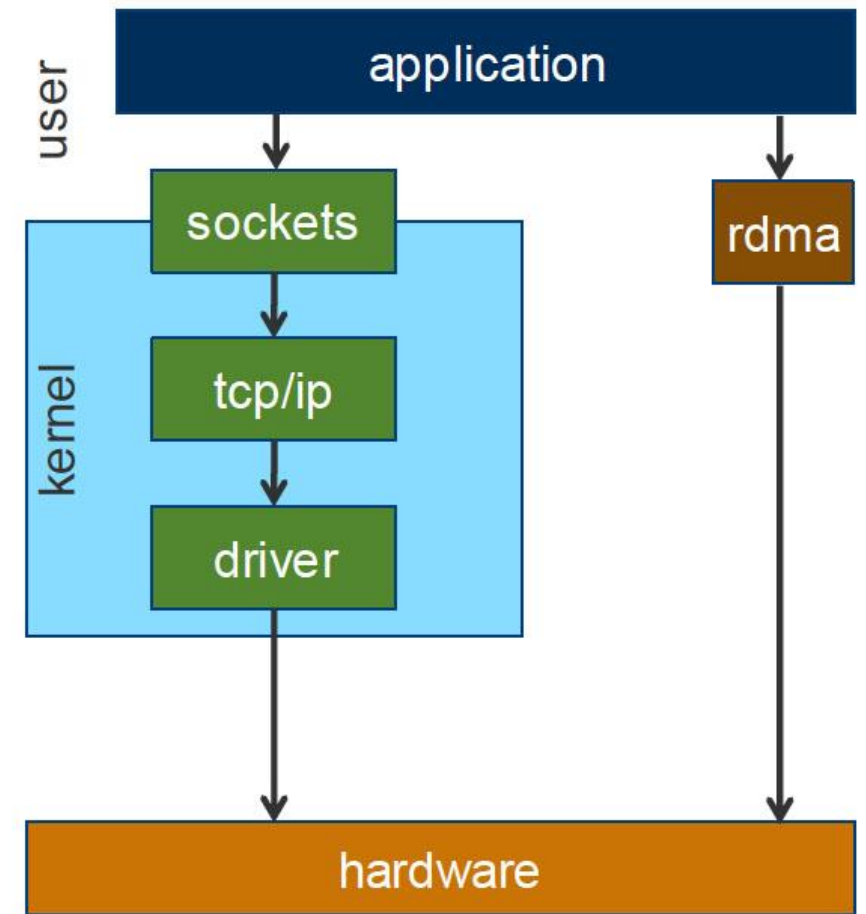 user
application
sockets
rdma
kernel
tcp/ip
driver
hardware